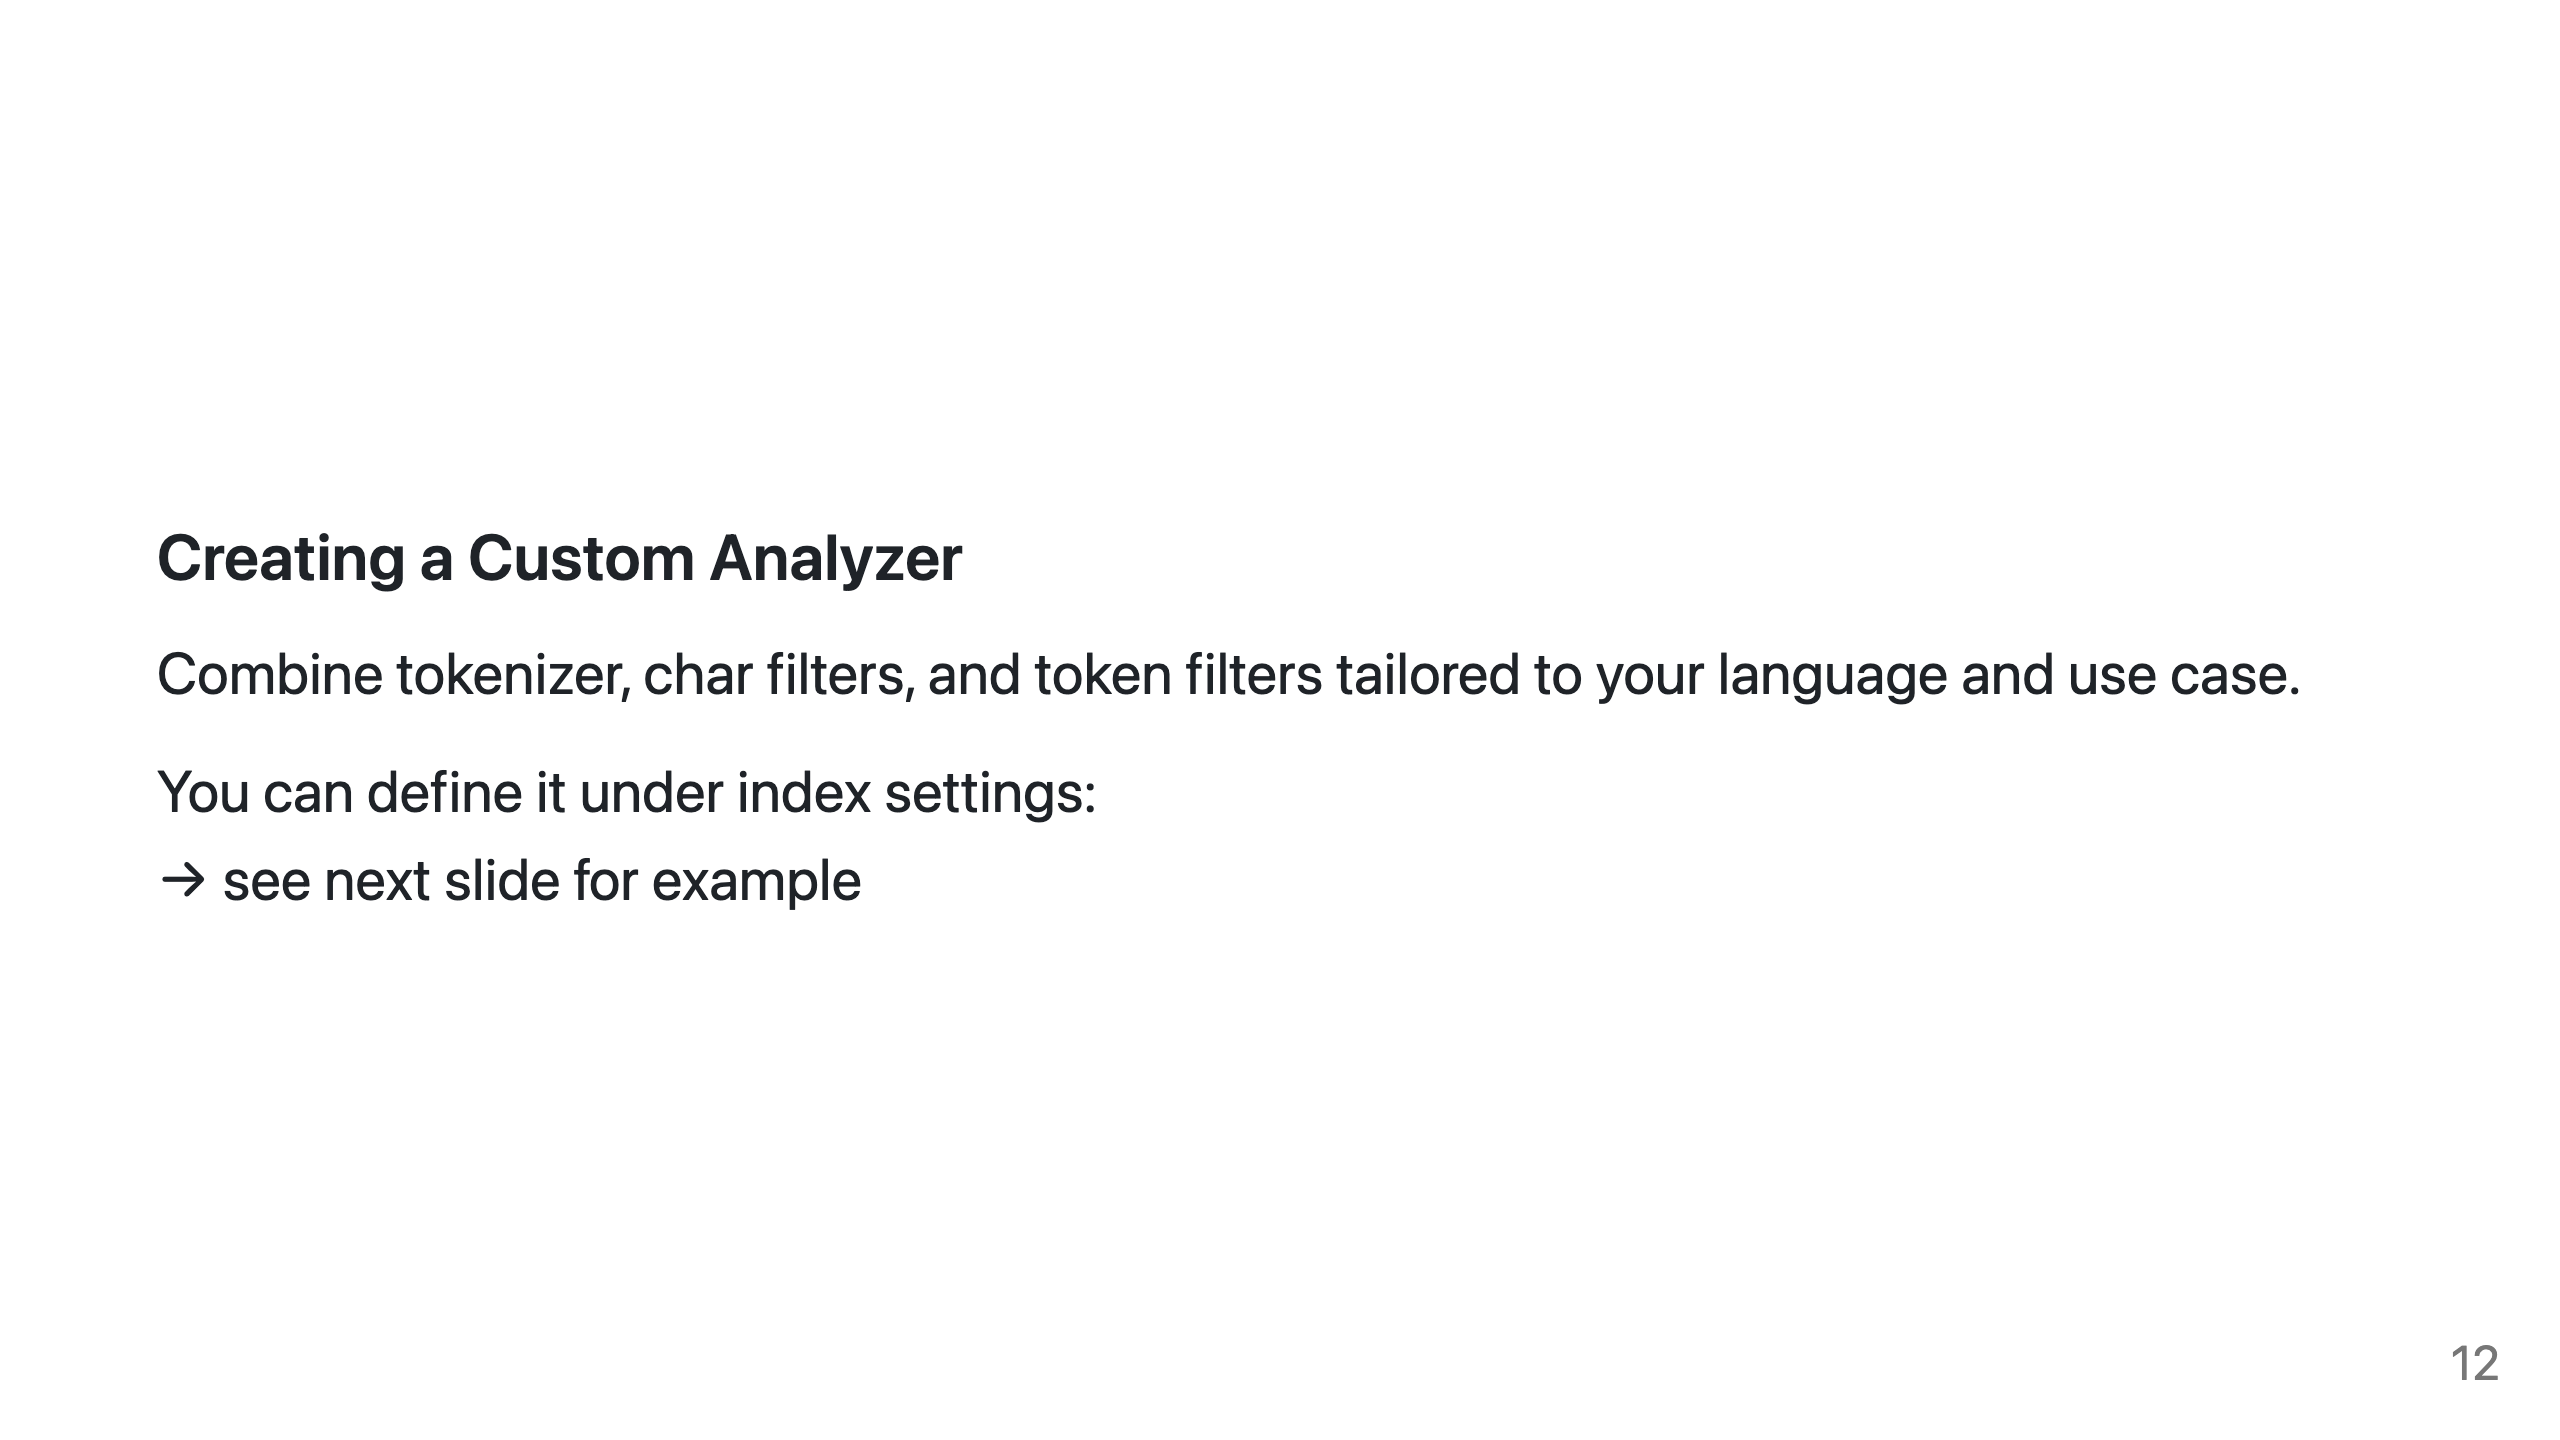 Creating a Custom Analyzer
Combine tokenizer, char filters, and token filters tailored to your language and use case.
You can define it under index settings:
→ see next slide for example
12